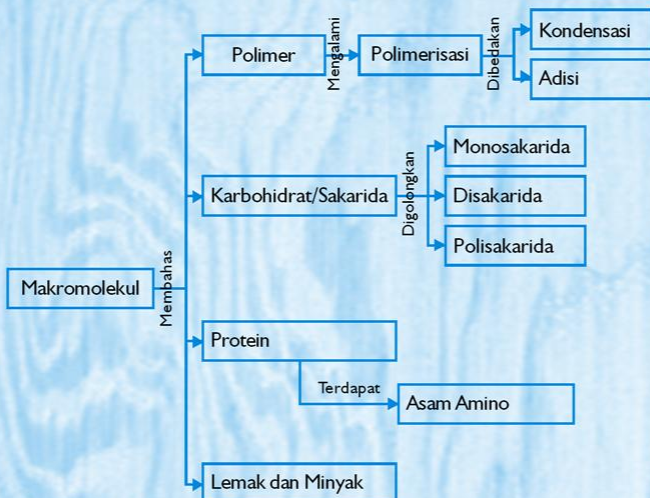 Makromolekul
Membahas
Polimer
Mengalami
Polimerisasi
Dibedakan
Kondensasi
Adisi
Karbohidrat/Sakarida
Digolongkan
Monosakarida
Disakarida
Polisakarida
Protein
Terdapat
Asam Amino
Lemak dan Minyak